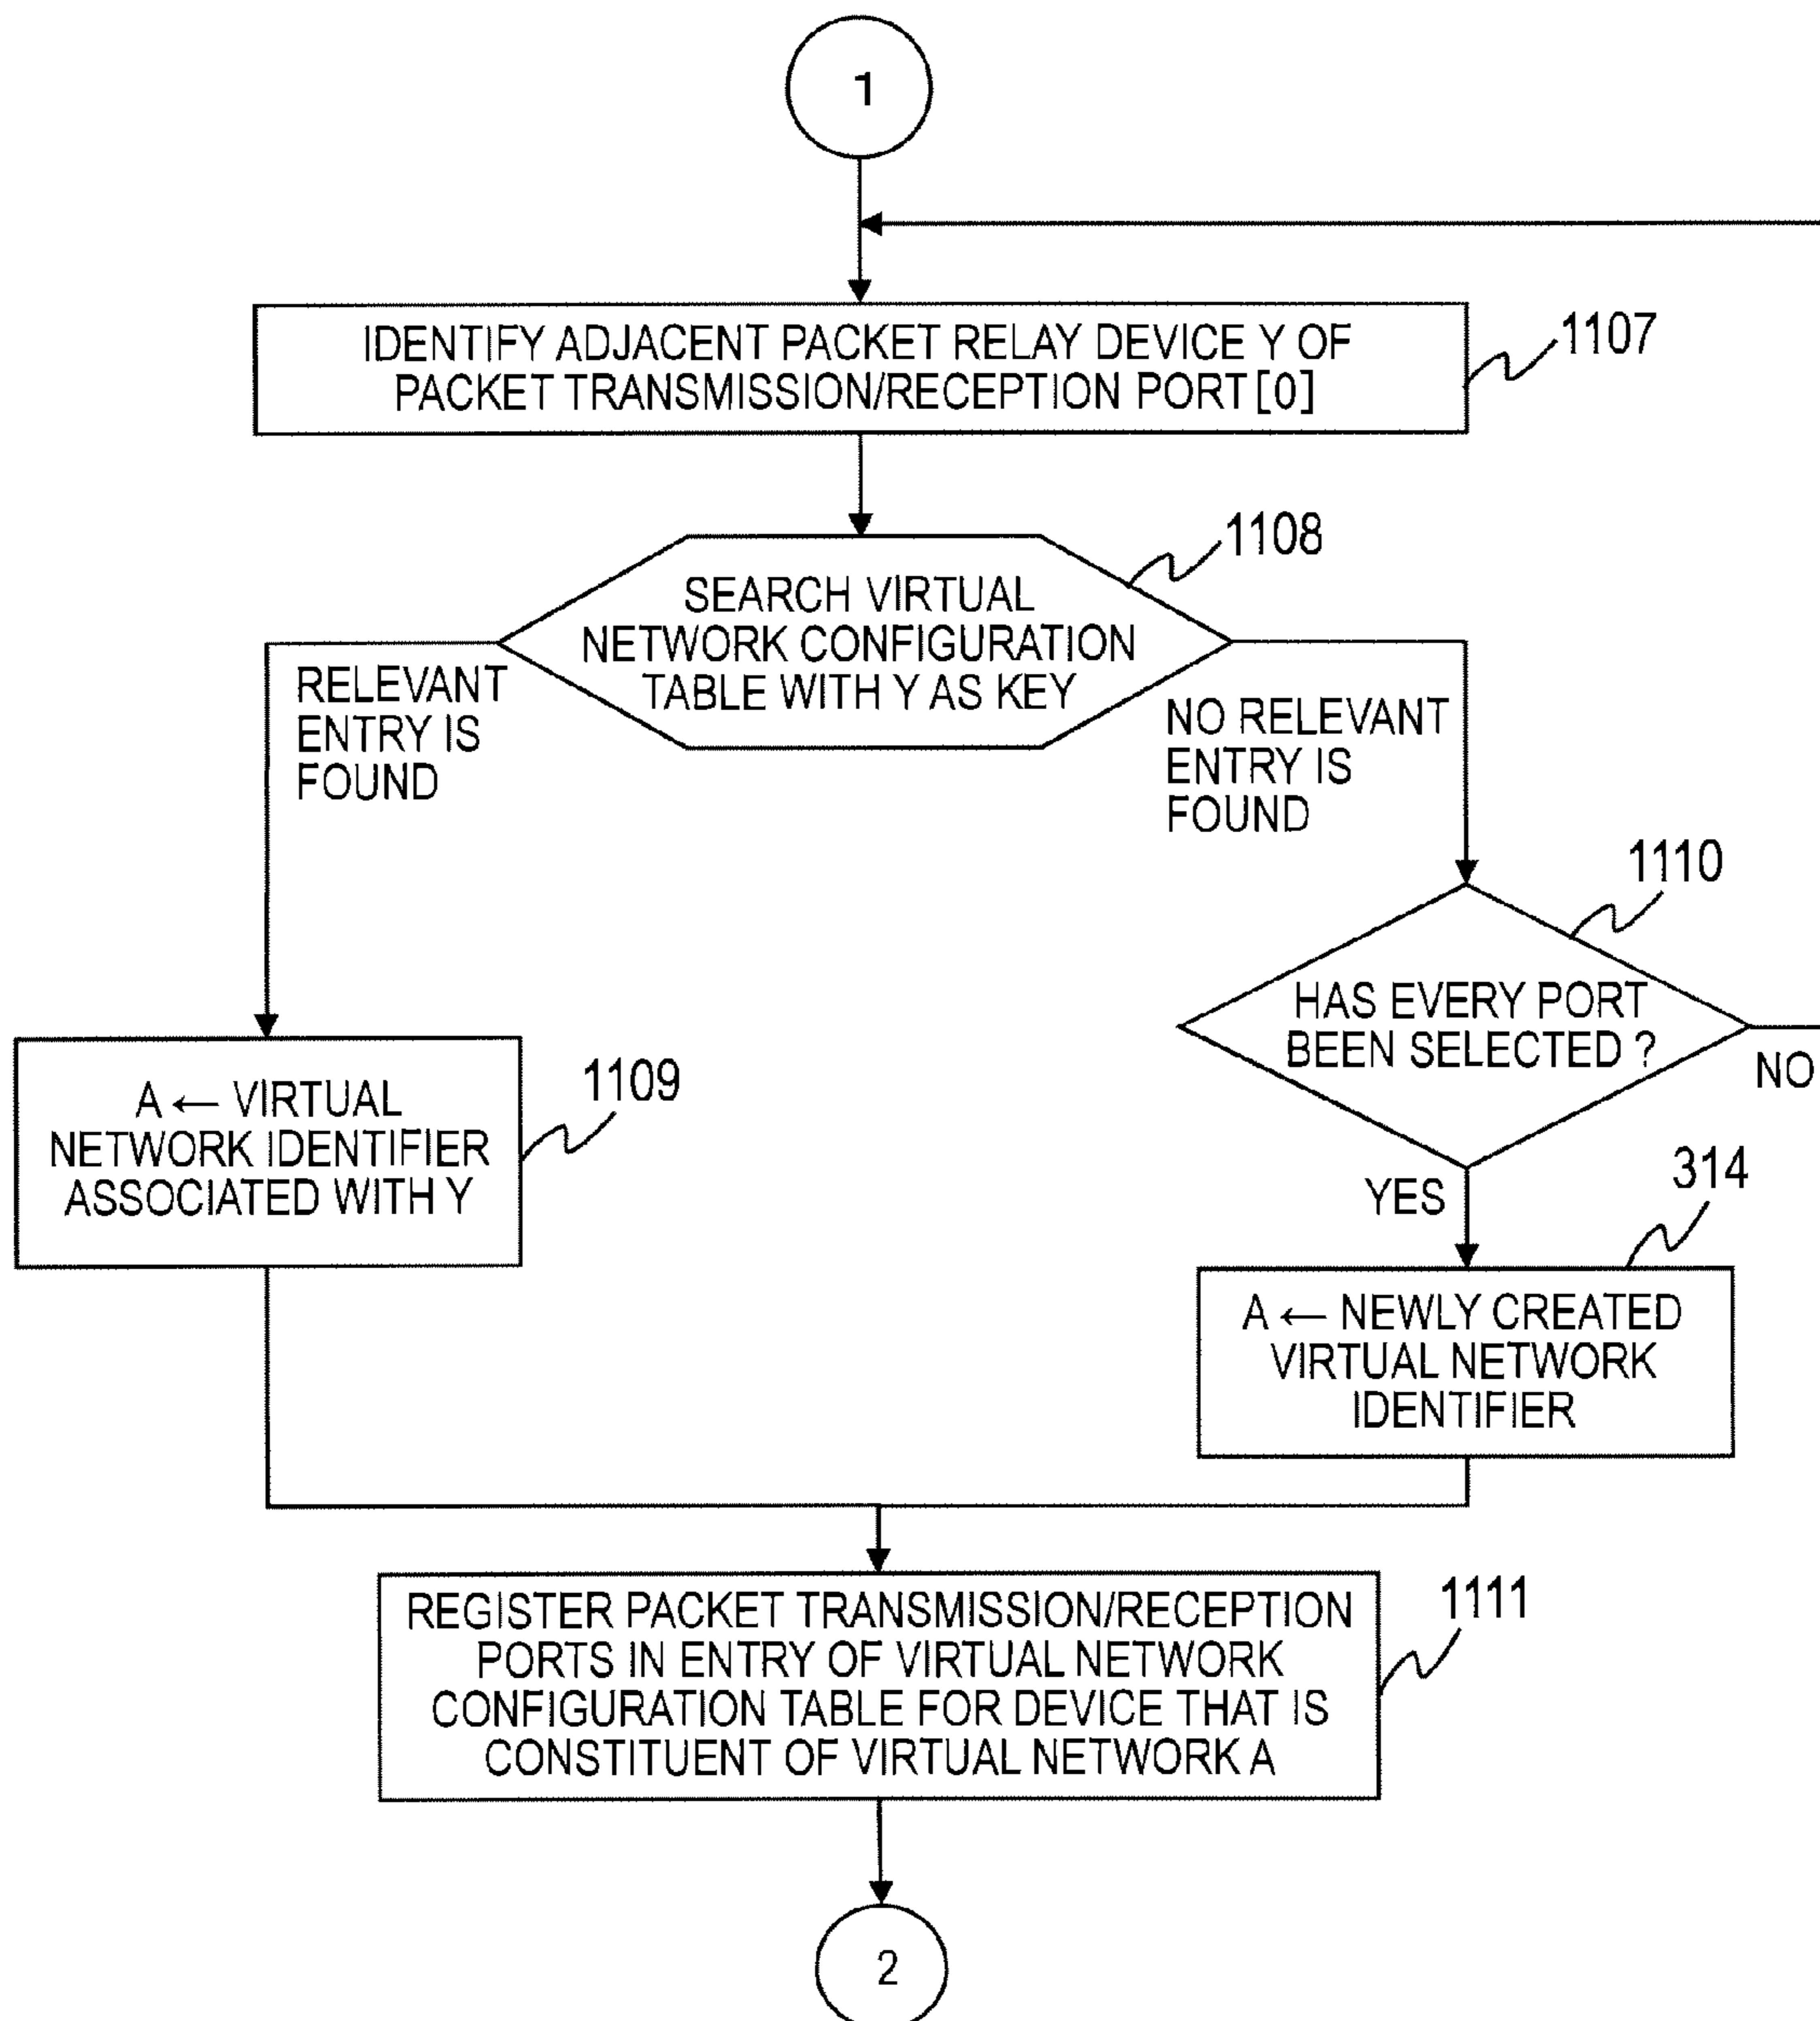 1
IDENTIFY ADJACENT PACKET RELAY DEVICE Y OF
PACKET TRANSMISSION/RECEPTION PORT [0]
1107
1108
SEARCH VIRTUAL
NETWORK CONFIGURATION
TABLE WITH Y AS KEY
RELEVANT
ENTRY IS
FOUND
NO RELEVANT
ENTRY IS
FOUND
1110
HAS EVERY PORT
BEEN SELECTED ?
NO
YES
A ← VIRTUAL
NETWORK IDENTIFIER
ASSOCIATED WITH Y
1109
314
A ← NEWLY CREATED
VIRTUAL NETWORK
IDENTIFIER
REGISTER PACKET TRANSMISSION/RECEPTION
PORTS IN ENTRY OF VIRTUAL NETWORK
CONFIGURATION TABLE FOR DEVICE THAT IS
CONSTITUENT OF VIRTUAL NETWORK A
1111
2